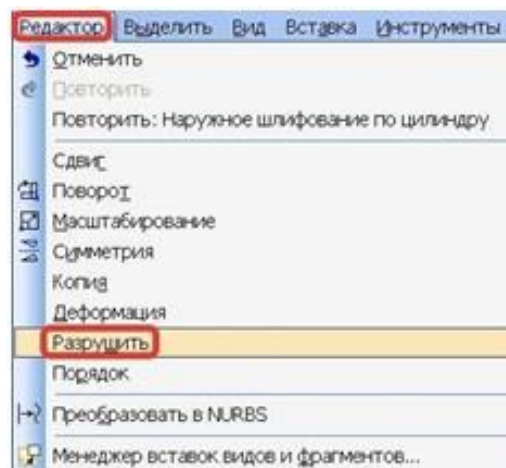 Редактор Выделить Вид Вставка Инструменты
Отменить
Повторить
Повторить: Наружное шлифование по цилиндру
Сдвиг
Поворот
Масштабирование
Симметрия
Копия
Деформация
Разрушить
Порядок
Преобразовать в NURBS
Менеджер вставок видов и фрагментов...